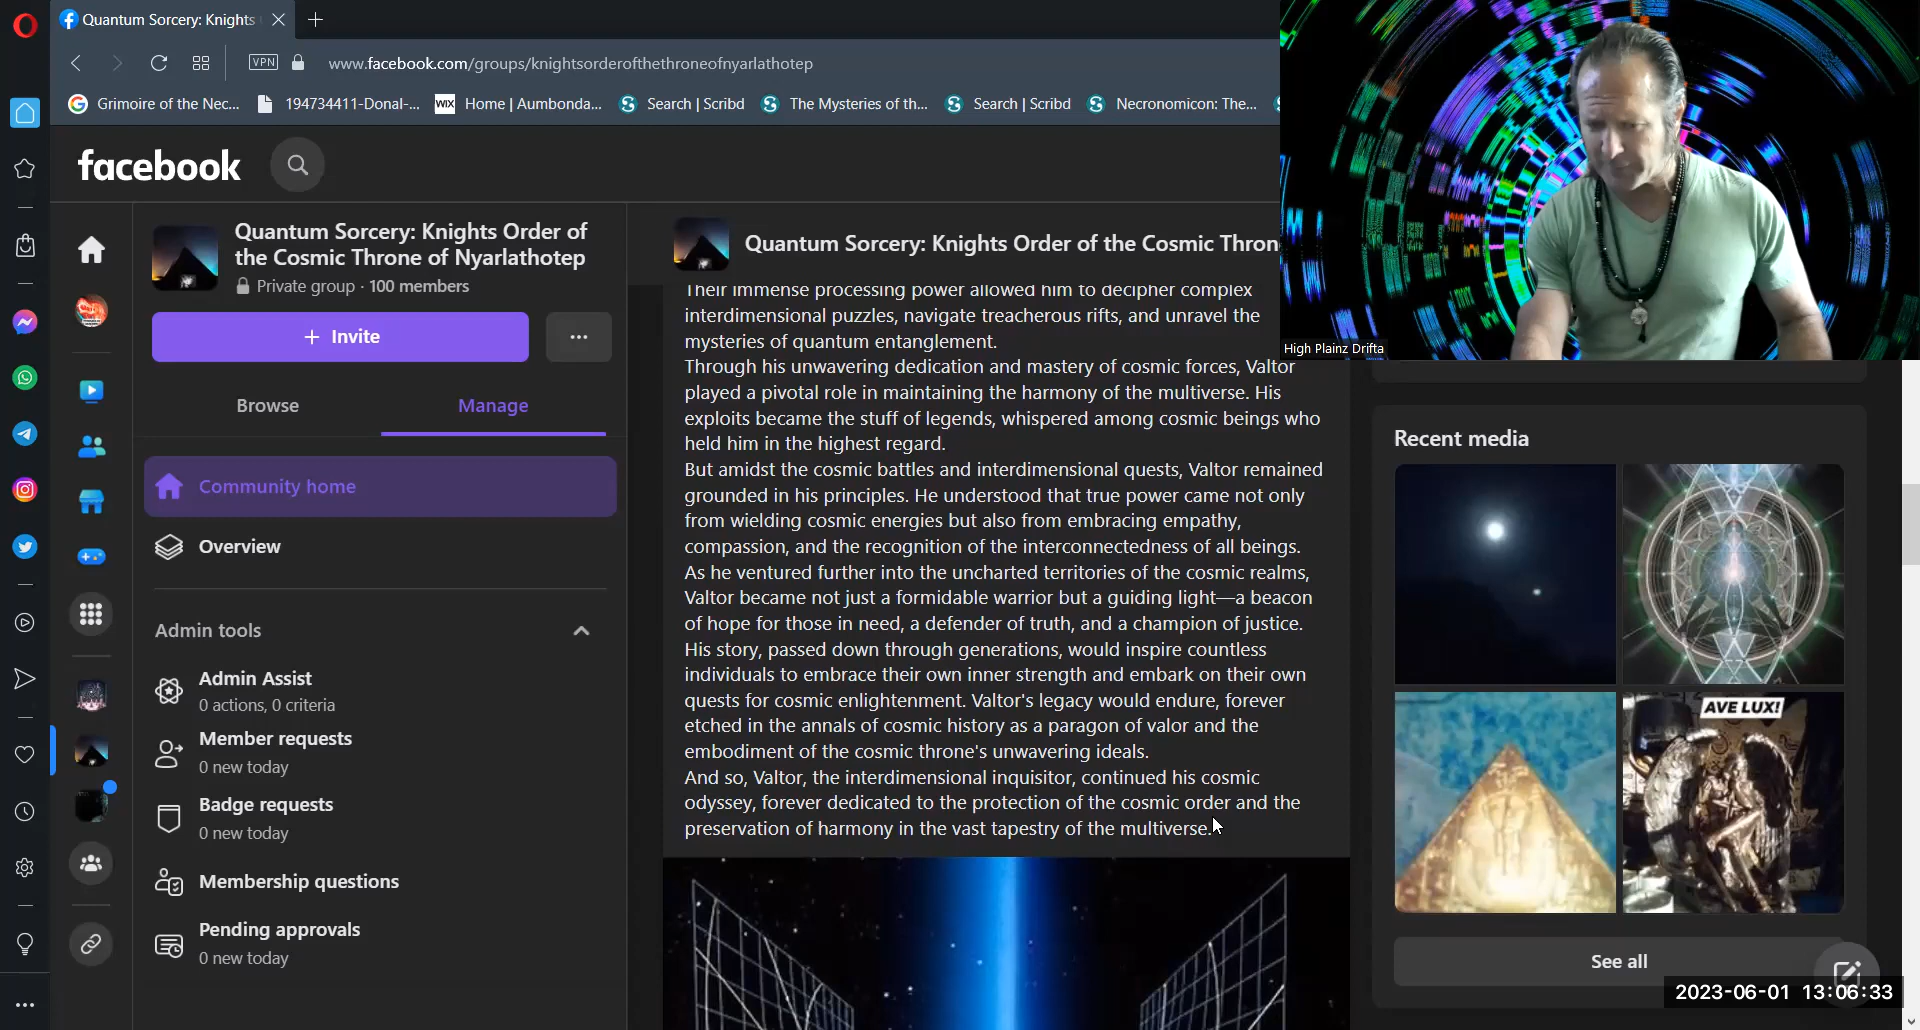 Quantum Sorcery: Knights
VPN
www.facebook.com/groups/knightsorderofthethroneofnyarlathotep
Grimoire of the Nec...
194734411-Donal-...
WIX Home | Aumbonda...
Search | Scribd
The Mysteries of th...
Search | Scribd
Necronomicon: The...
facebook
Quantum Sorcery: Knights Order of
the Cosmic Throne of Nyarlathotep
Private group · 100 members
+ Invite
Browse
Manage
Community home
Overview
Admin tools
Admin Assist
0 actions, 0 criteria
Member requests
0 new today
Badge requests
0 new today
Membership questions
Pending approvals
0 new today
Quantum Sorcery: Knights Order of the Cosmic Thron
Their immense processing power allowed him to decipher complex
interdimensional puzzles, navigate treacherous rifts, and unravel the
mysteries of quantum entanglement.
Through his unwavering dedication and mastery of cosmic forces, Valtor
played a pivotal role in maintaining the harmony of the multiverse. His
exploits became the stuff of legends, whispered among cosmic beings who
held him in the highest regard.
But amidst the cosmic battles and interdimensional quests, Valtor remained
grounded in his principles. He understood that true power came not only
from wielding cosmic energies but also from embracing empathy,
compassion, and the recognition of the interconnectedness of all beings.
As he ventured further into the uncharted territories of the cosmic realms,
Valtor became not just a formidable warrior but a guiding light—a beacon
of hope for those in need, a defender of truth, and a champion of justice.
His story, passed down through generations, would inspire countless
individuals to embrace their own inner strength and embark on their own
quests for cosmic enlightenment. Valtor's legacy would endure, forever
etched in the annals of cosmic history as a paragon of valor and the
embodiment of the cosmic throne's unwavering ideals.
And so, Valtor, the interdimensional inquisitor, continued his cosmic
odyssey, forever dedicated to the protection of the cosmic order and the
preservation of harmony in the vast tapestry of the multiverse.
High Plainz Drifta
Recent media
AVE LUX!
See all
2023-06-01 13:06:33